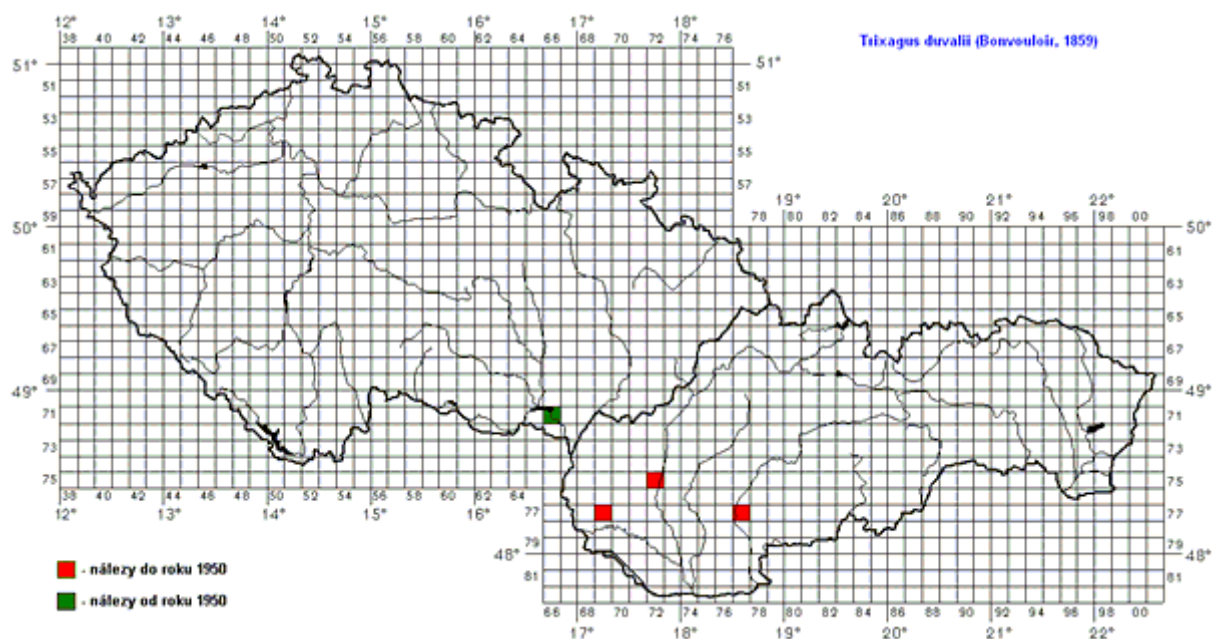 12° 13° 14° 15° 16° 17° 18°
38 40 42 44 46 48 50 52 54 56 58 60 62 64 66 68 70 72 74 76
Trixagus duvalii (Bonvouloir, 1859)
51° 51°
51 51
53 53
55 55
57 57
19° 20° 21° 22°
59 78 80 82 84 86 88 90 92 94 96 98 00
50° 50°
61 61
63 63
65 65
67 67
69 69
49° 49°
71 71
73 73
75 75
38 40 42 44 46 48 50 52 54 56 58 60 62 64
12° 13° 14° 15° 16°
77 77
79 79
48° 48°
81 81
- nálezy do roku 1950
- nálezy od roku 1950
66 68 70 72 74 76 78 80 82 84 86 88 90 92 94 96 98 00
17° 18° 19° 20° 21° 22°